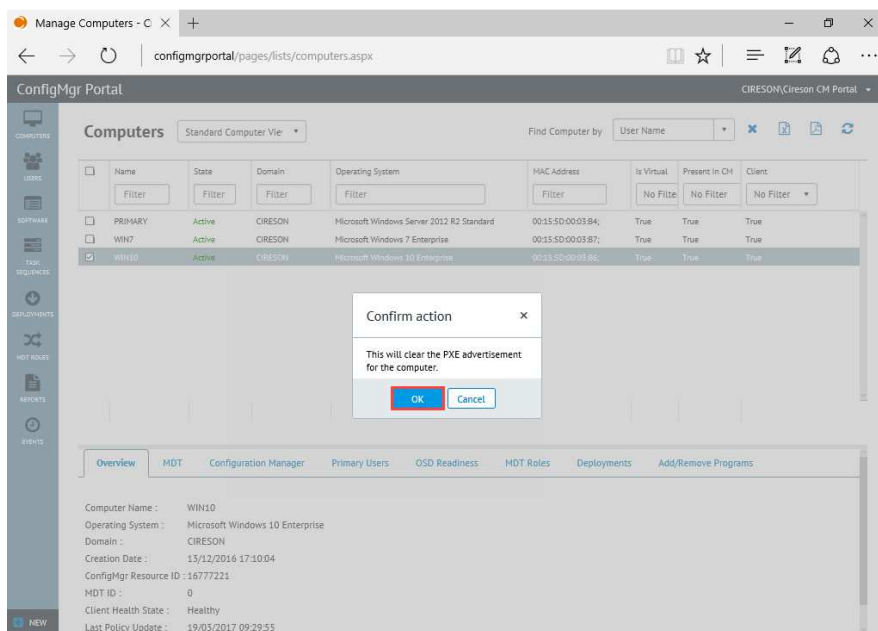 Manage Computers - C
configmgrportal/pages/lists/computers.aspx
ConfigMgr Portal
CIRESON\Cireson CM Portal
COMPUTERS
USERS
SOFTWARE
TASK SEQUENCES
DEPLOYMENTS
MDT ROLES
REPORTS
EVENTS
NEW
Computers
Standard Computer Vie
Find Computer by
User Name
Name State Domain Operating System MAC Address Is Virtual Present In CM Client
Filter Filter Filter Filter Filter No Filte No Filter No Filter
PRIMARY Active CIRESON Microsoft Windows Server 2012 R2 Standard 00:15:5D:00:03:84; True True True
WIN7 Active CIRESON Microsoft Windows 7 Enterprise 00:15:5D:00:03:87; True True True
WIN10 Active CIRESON Microsoft Windows 10 Enterprise 00:15:5D:00:03:86; True True True
Confirm action
This will clear the PXE advertisement
for the computer.
OK Cancel
Overview MDT Configuration Manager Primary Users OSD Readiness MDT Roles Deployments Add/Remove Programs
Computer Name : WIN10
Operating System : Microsoft Windows 10 Enterprise
Domain : CIRESON
Creation Date : 13/12/2016 17:10:04
ConfigMgr Resource ID : 16777221
MDT ID : 0
Client Health State : Healthy
Last Policy Update : 19/03/2017 09:29:55